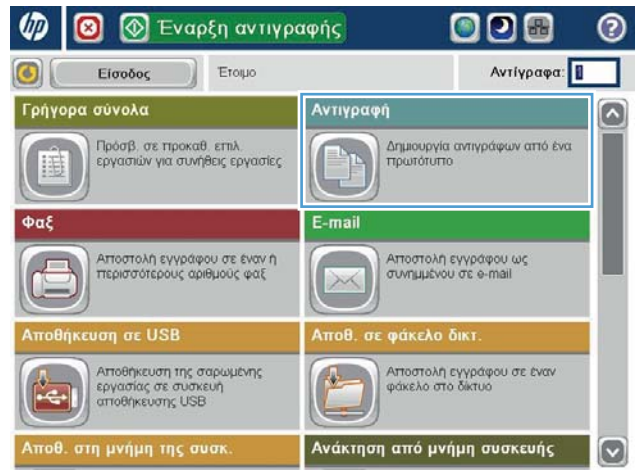 hp
Έναρξη αντιγραφής
?
Είσοδος
Έτοιμο
Αντίγραφα: 1
Γρήγορα σύνολα
Πρόσβ. σε προκαθ. επιλ.
εργασιών για συνήθεις εργασίες
Αντιγραφή
Δημιουργία αντιγράφων από ένα
πρωτότυπο
Φαξ
Αποστολή εγγράφου σε έναν ή
περισσότερους αριθμούς φαξ
E-mail
Αποστολή εγγράφου ως
συνημμένου σε e-mail
Αποθήκευση σε USB
Αποθήκευση της σαρωμένης
εργασίας σε συσκευή
αποθήκευσης USB
Αποθ. σε φάκελο δικτ.
Αποστολή εγγράφου σε έναν
φάκελο στο δίκτυο
Αποθ. στη μνήμη της συσκ.
Ανάκτηση από μνήμη συσκευής